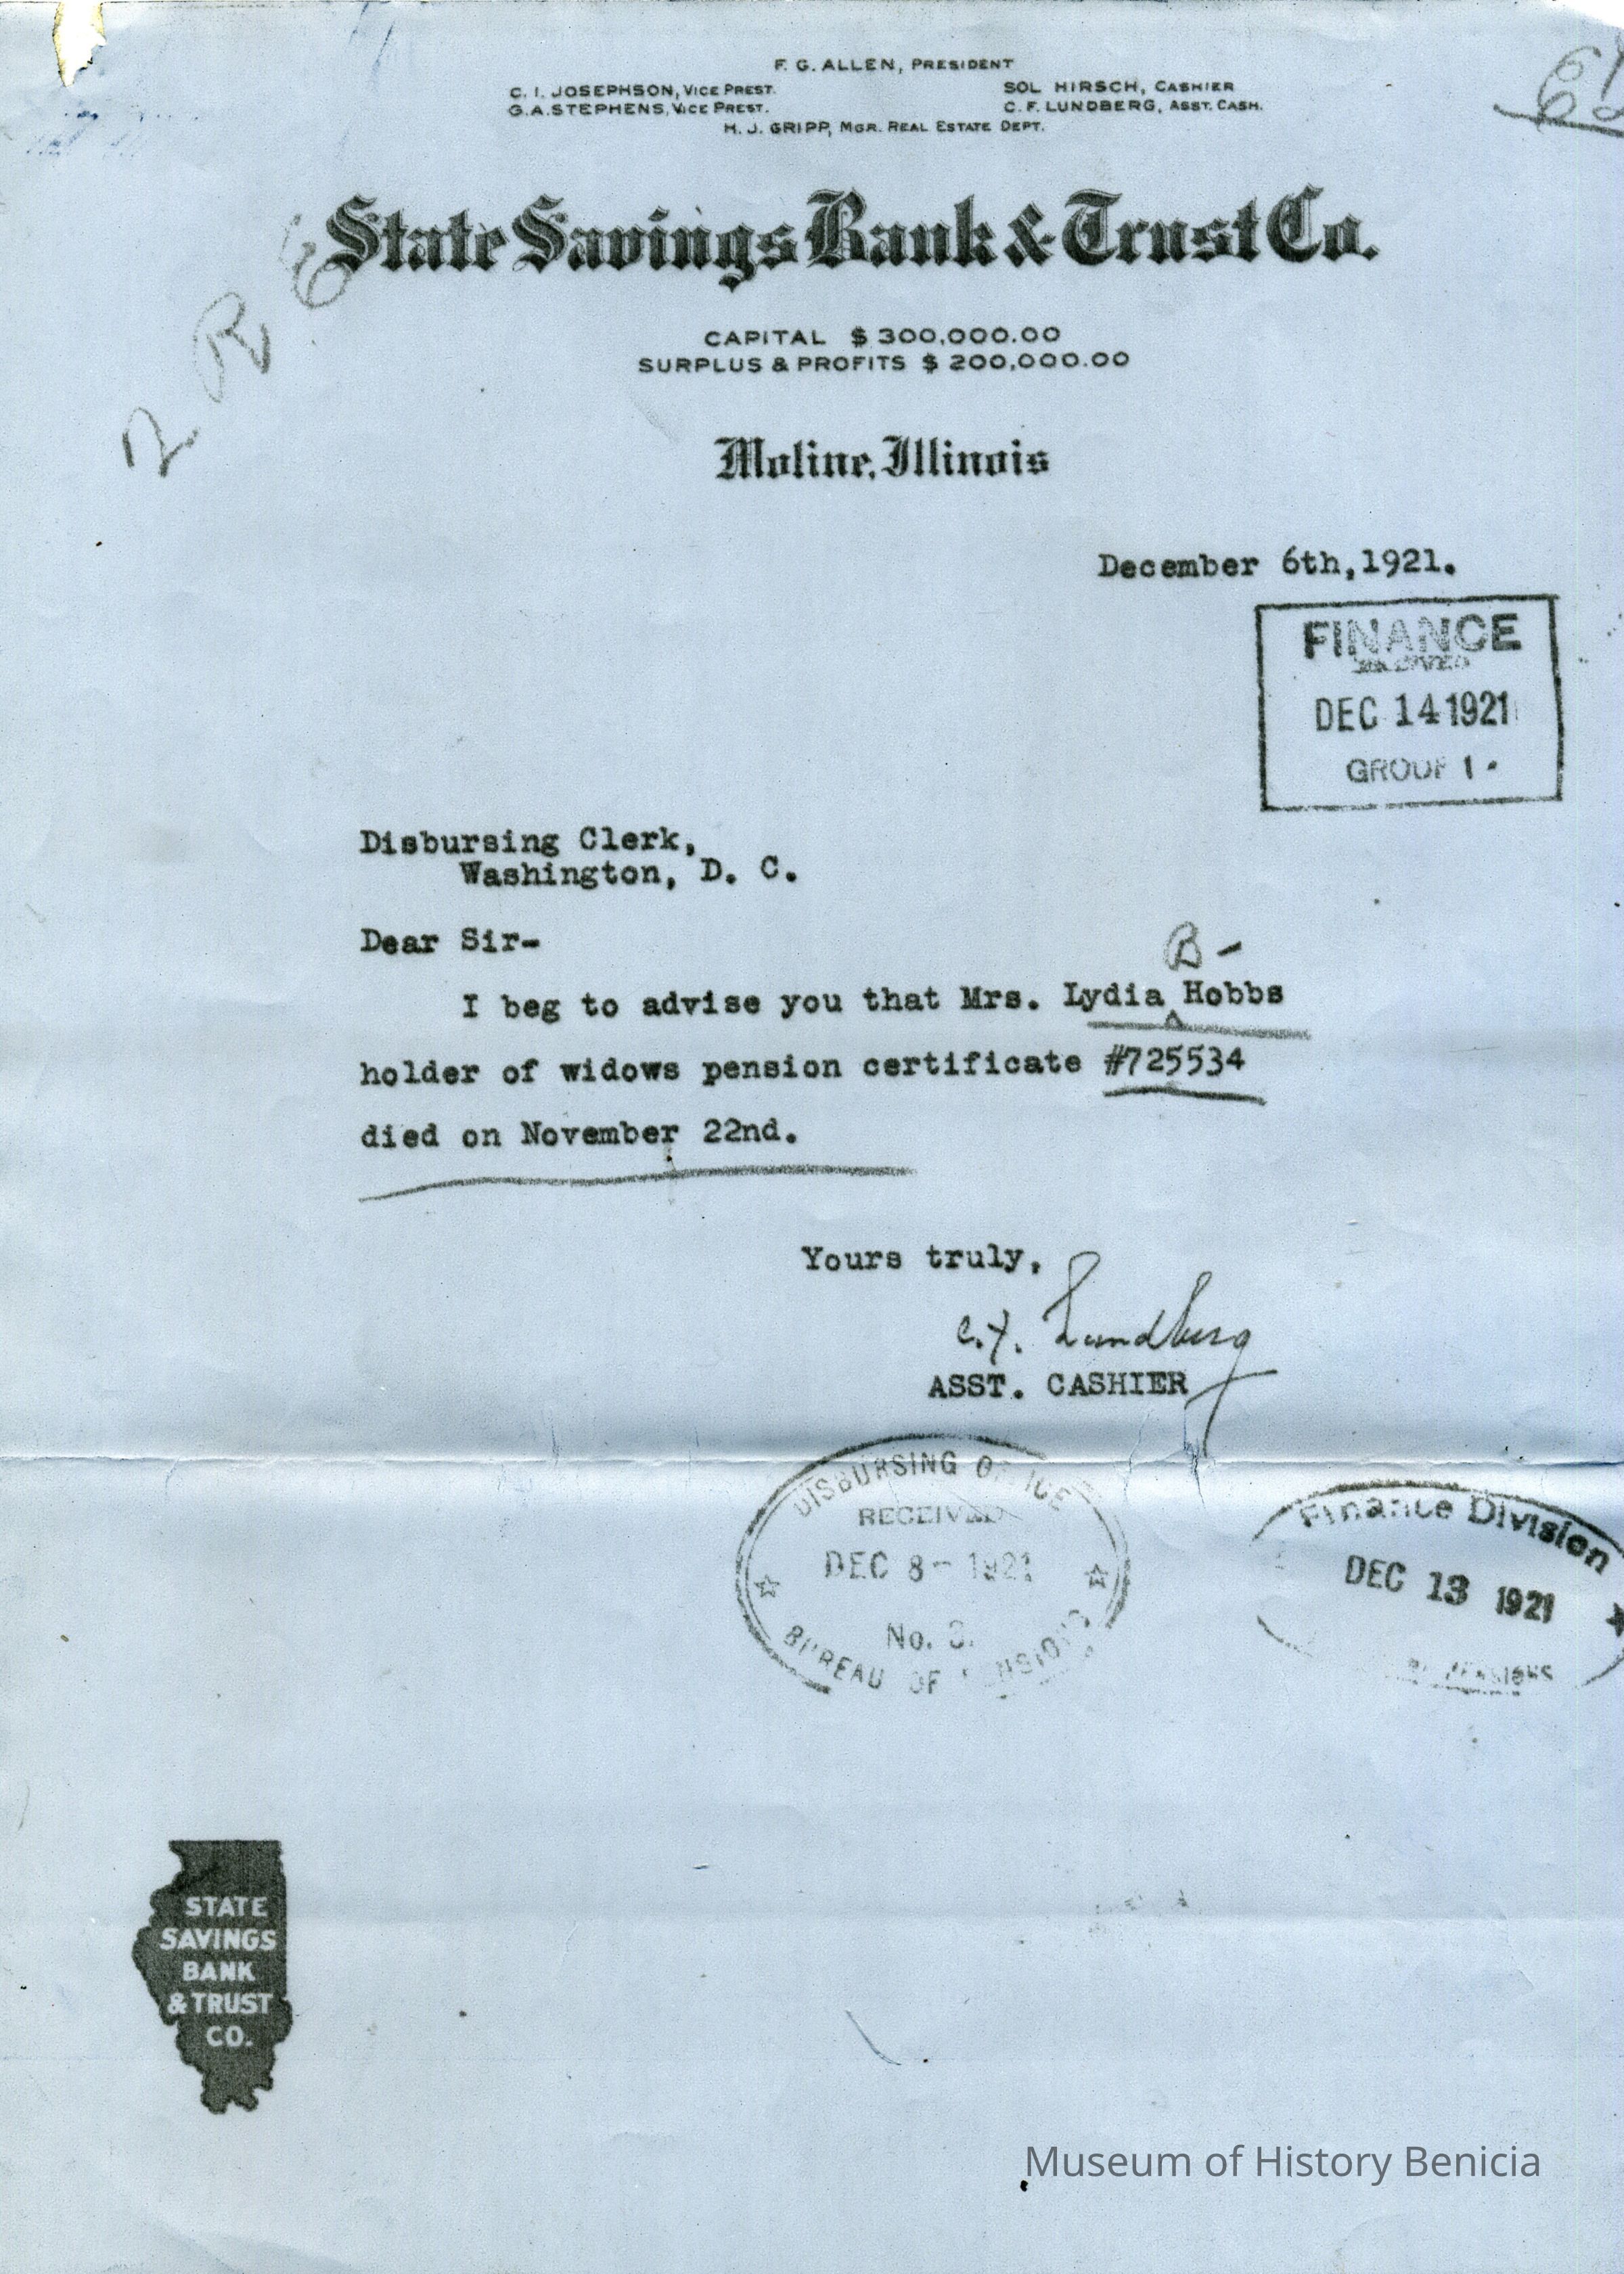 F. G. ALLEN, PRESIDENT
C. I. JOSEPHSON, VICE PREST. SOL HIRSCH, CASHIER
G.A. STEPHENS, VICE PREST. C. F. LUNDBERG, ASST. CASH.
H. J. GRIPP, MGR. REAL ESTATE DEPT.
State Savings Bank & Trust Co.
CAPITAL $ 300,000.00
SURPLUS & PROFITS $ 200,000.00
Moline, Illinois
December 6th,1921.
FINANCE
DEC 14 1921
GROUP 1.
Disbursing Clerk,
Washington, D. C.
Dear Sir-
B-
I beg to advise you that Mrs. Lydia Hobbs
holder of widows pension certificate #725534
died on November 22nd.
Yours truly,
C.F. Lundberg
ASST. CASHIER
DISBURSING OFFICE
RECEIVED
DEC 8- 1921
No. 3.
BUREAU OF PENSIONS
Finance Division
DEC 13 1921
PENSIONS
STATE
SAVINGS
BANK
& TRUST
CO.
Museum of History Benicia